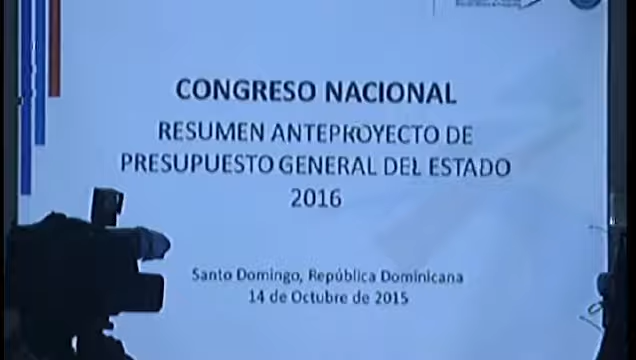 CONGRESO NACIONAL
RESUMEN ANTEPROYECTO DE
PRESUPUESTO GENERAL DEL ESTADO
2016
Santo Domingo, República Dominicana
14 de Octubre de 2015